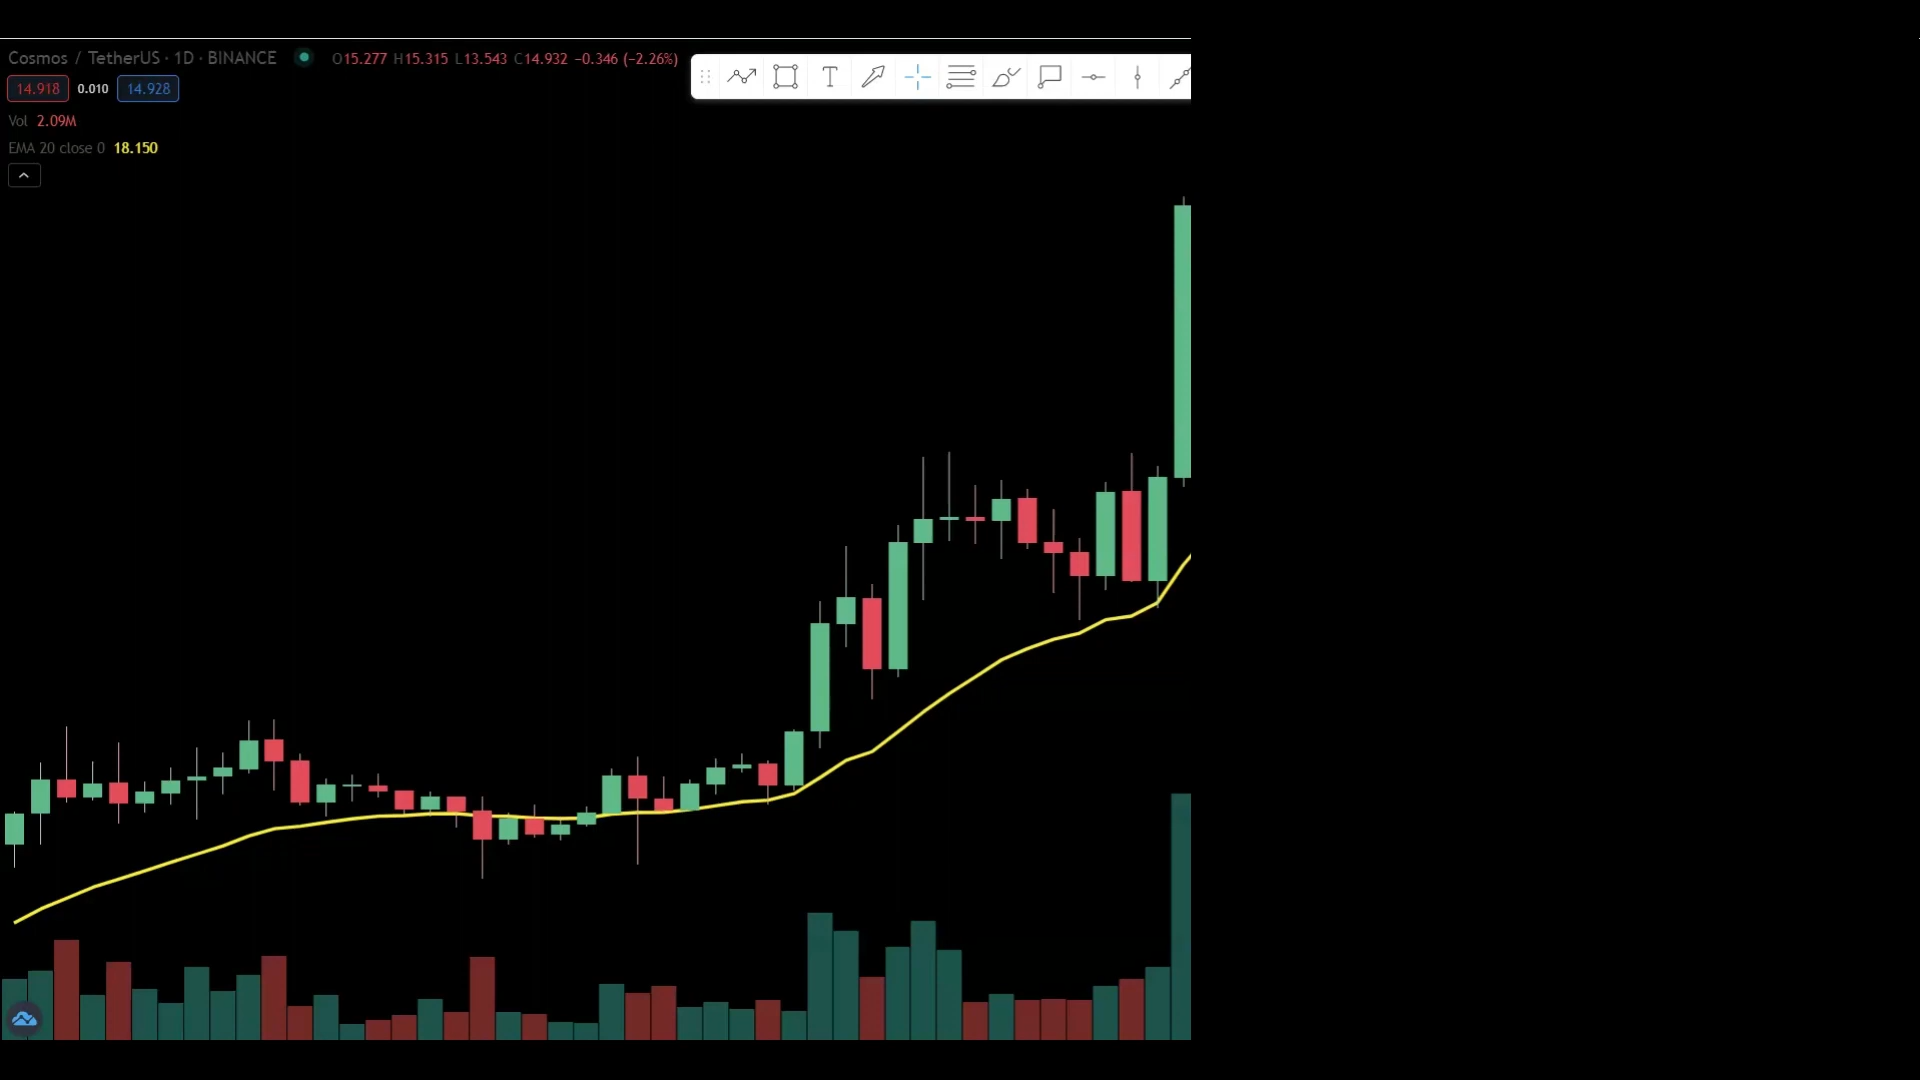 Cosmos / TetherUS · 1D · BINANCE O15.277 H15.315 L13.543 C14.932 −0.346 (−2.26%)
14.918 0.010 14.928
Vol 2.09M
EMA 20 close 0 18.150